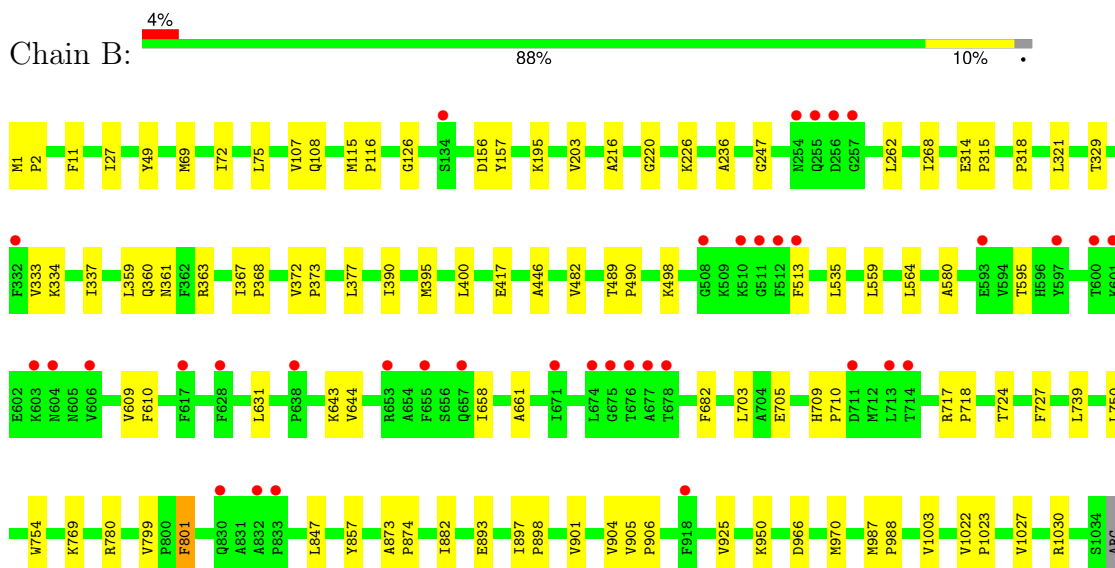 4%
Chain B:
88% 10% •
M1 P2 F11 I27 Y49 M69 I72 L75 V107 Q108 M115 P116 G126 S134 D156 Y157 K195 V203 A216 G220 K226 A236 G247 N254 Q255 D256 G257 L262 I268 E314 P315 P318 L321 T329
F332 V333 K334 I337 L359 Q360 N361 F362 R363 I367 P368 V372 P373 L377 I390 M395 L400 E417 A446 V482 T489 P490 K498 G508 K509 K510 G511 F512 F513 L535 L559 L564 A580 E593 V594 T595 H596 Y597 T600 K601
E602 K603 N604 N605 V606 V609 F610 F617 F628 L631 P638 K643 V644 R653 A654 F655 S656 Q657 I658 A661 I671 L674 G675 T676 A677 T678 F682 L703 A704 E705 H709 P710 D711 M712 L713 T714 R717 P718 T724 F727 L739 L750
W754 K769 R780 V799 P800 F801 Q830 A831 A832 P833 L847 Y857 A873 P874 I882 E893 I897 P898 V901 V904 V905 P906 F918 V925 K950 D966 M970 M987 P988 V1003 V1022 P1023 V1027 R1030 S1034 ARG